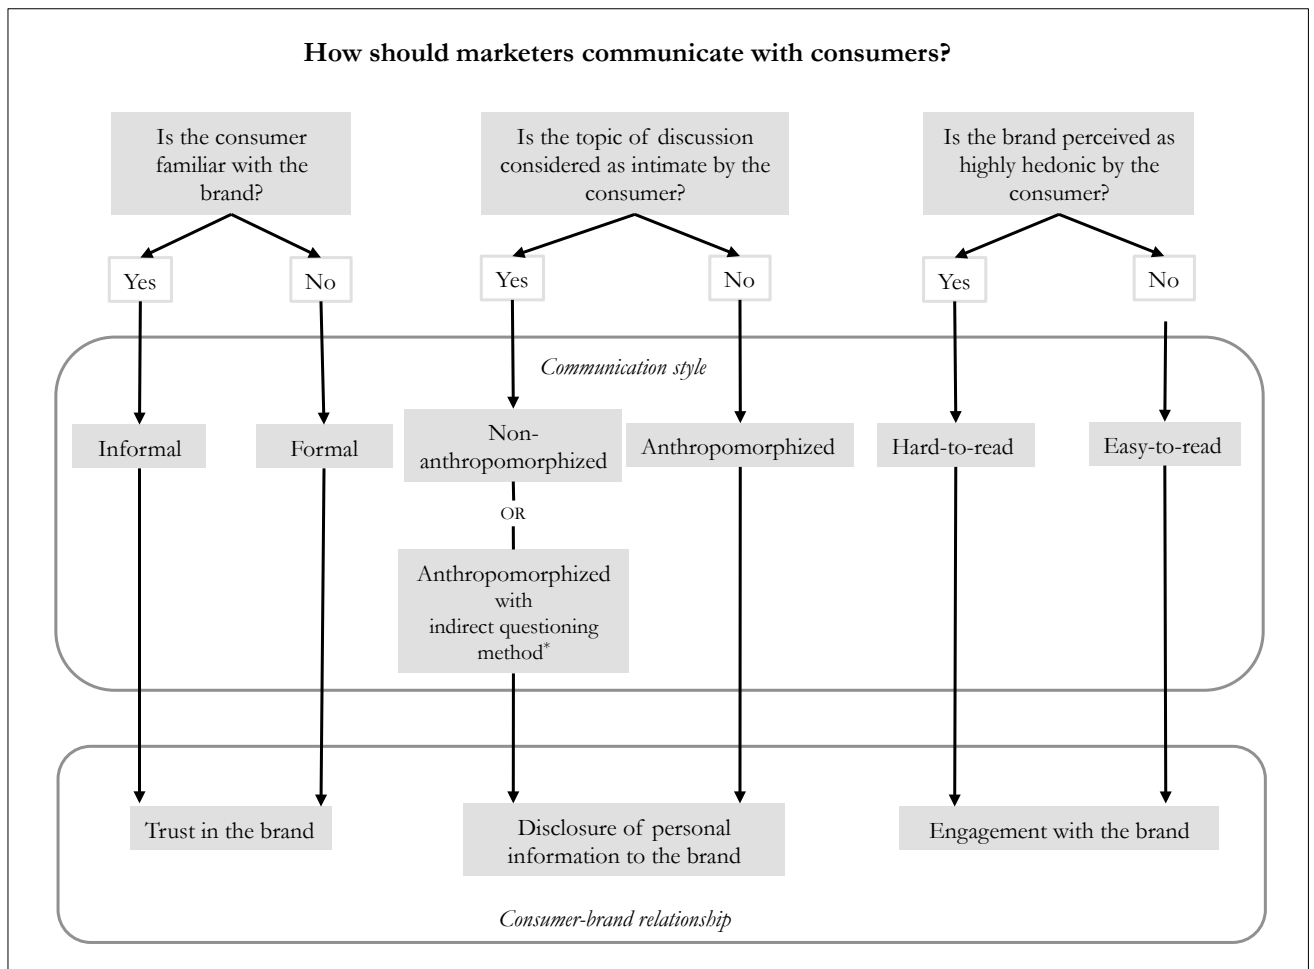 How should marketers communicate with consumers?
Is the consumer
familiar with the
brand?
Is the topic of discussion
considered as intimate by the
consumer?
Is the brand perceived as
highly hedonic by the
consumer?
Yes
No
Yes
No
Yes
No
Communication style
Informal
Formal
Non-
anthropomorphized
Anthropomorphized
Hard-to-read
Easy-to-read
OR
Anthropomorphized
with
indirect questioning
method*
Trust in the brand
Disclosure of personal
information to the brand
Engagement with the brand
Consumer-brand relationship